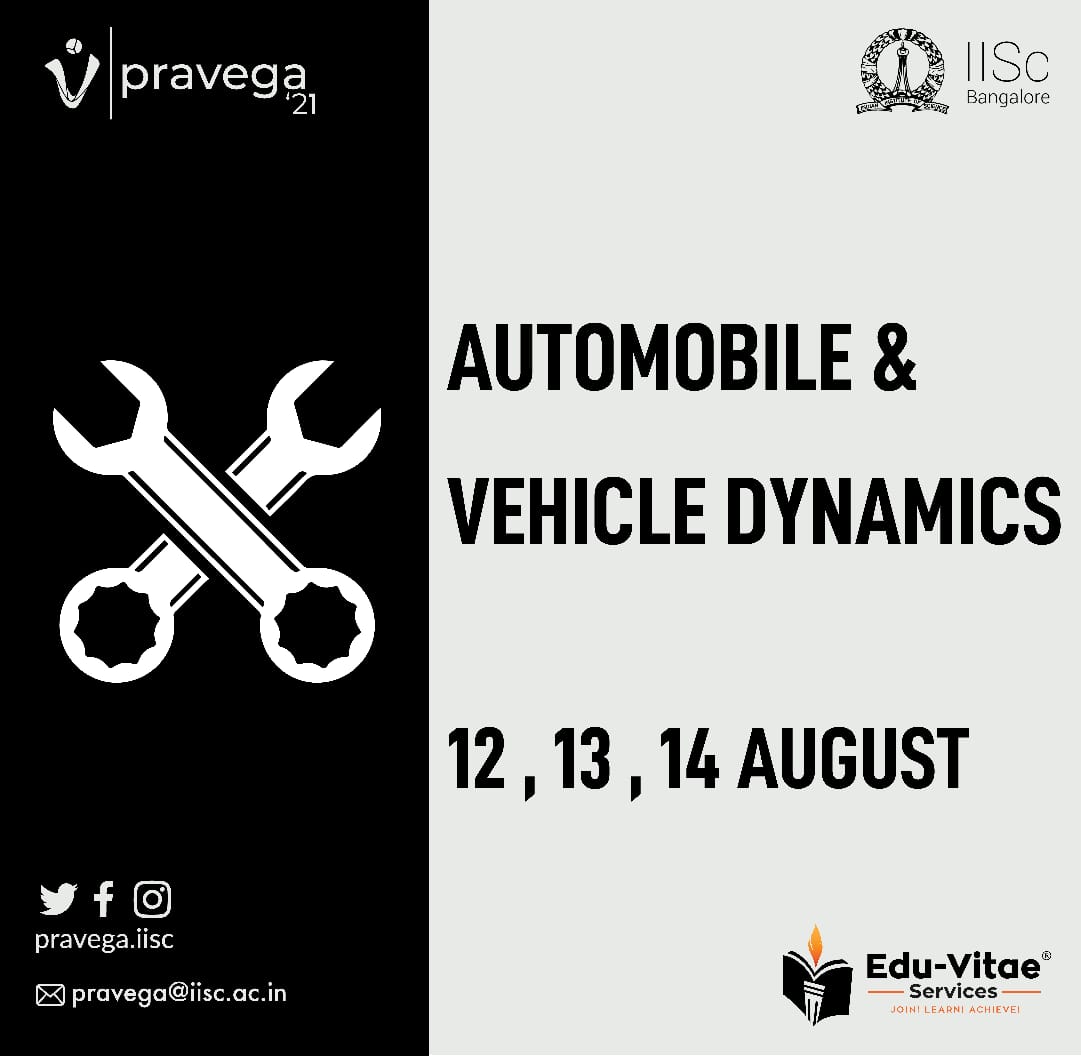 pravega
'21
IISc
Bangalore
AUTOMOBILE &
VEHICLE DYNAMICS
12 , 13 , 14 AUGUST
pravega.iisc
pravega@iisc.ac.in
Edu-Vitae®
Services
JOIN! LEARN! ACHIEVE!